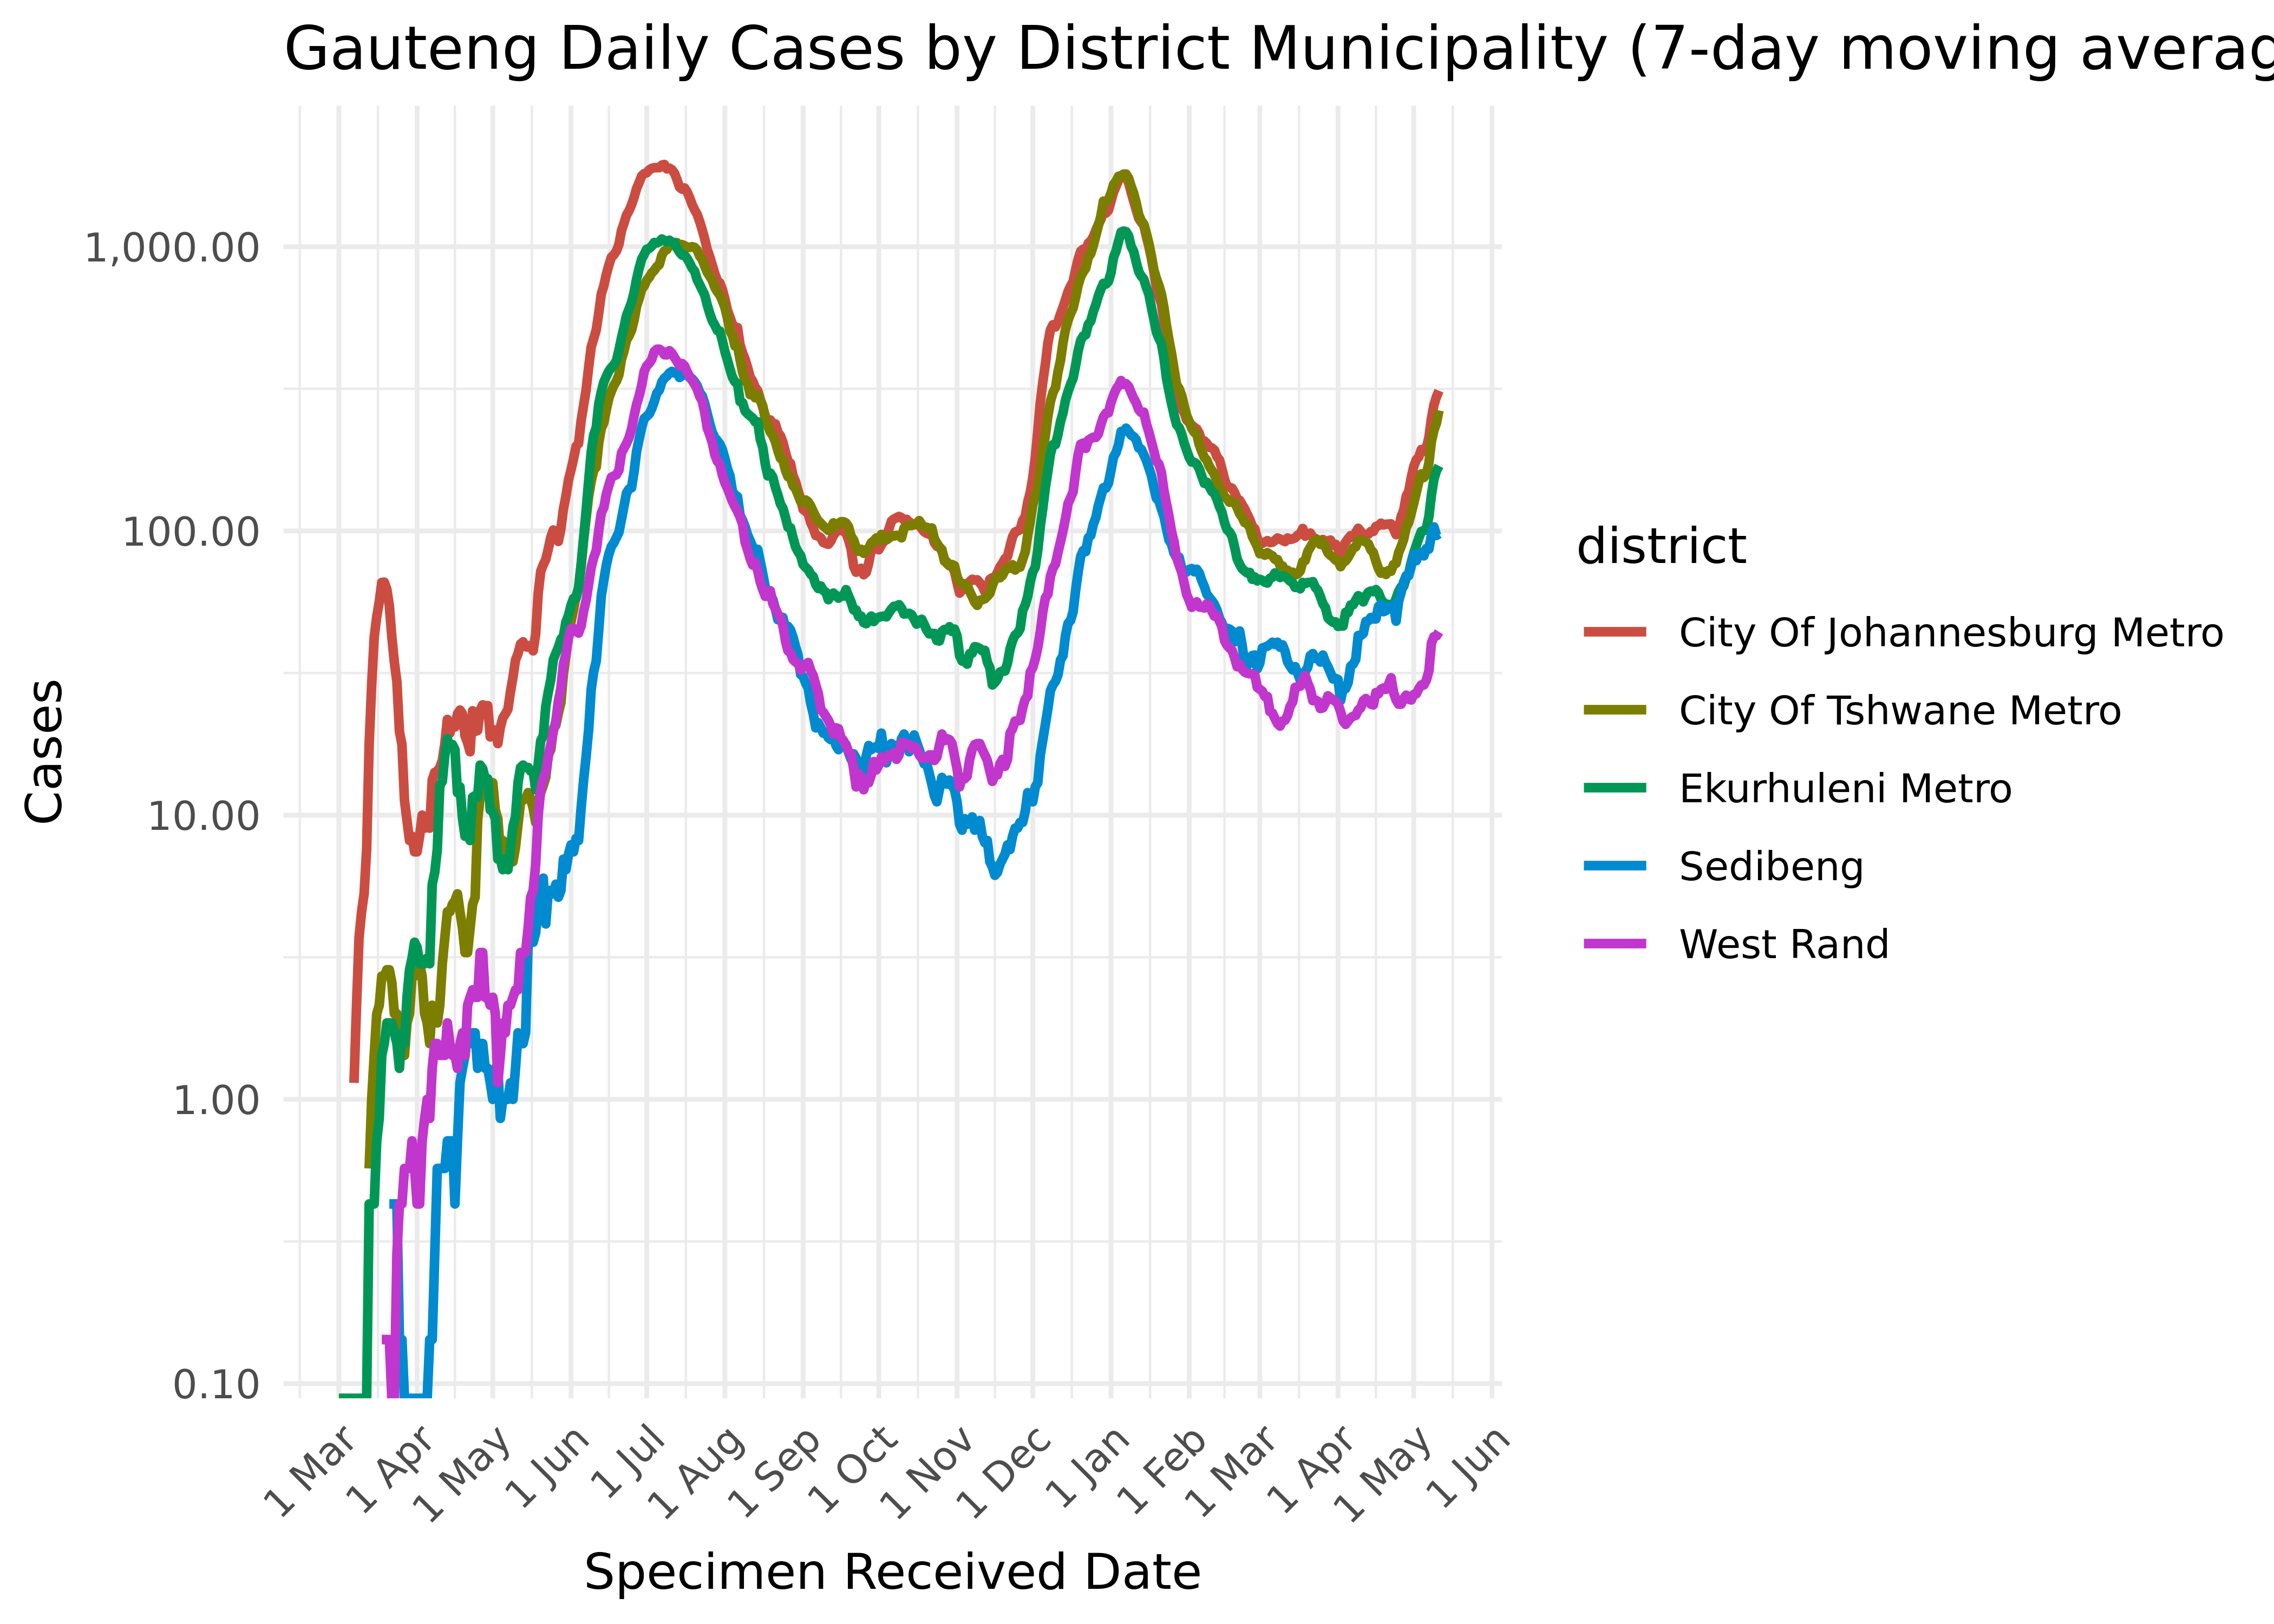 Gauteng Daily Cases by District Municipality (7-day moving averag
1,000.00
100.00
10.00
1.00
0.10
Cases
1 Mar
1 Apr
1 May
1 Jun
1 Jul
1 Aug
1 Sep
1 Oct
1 Nov
1 Dec
1 Jan
1 Feb
1 Mar
1 Apr
1 May
1 Jun
Specimen Received Date
district
City Of Johannesburg Metro
City Of Tshwane Metro
Ekurhuleni Metro
Sedibeng
West Rand